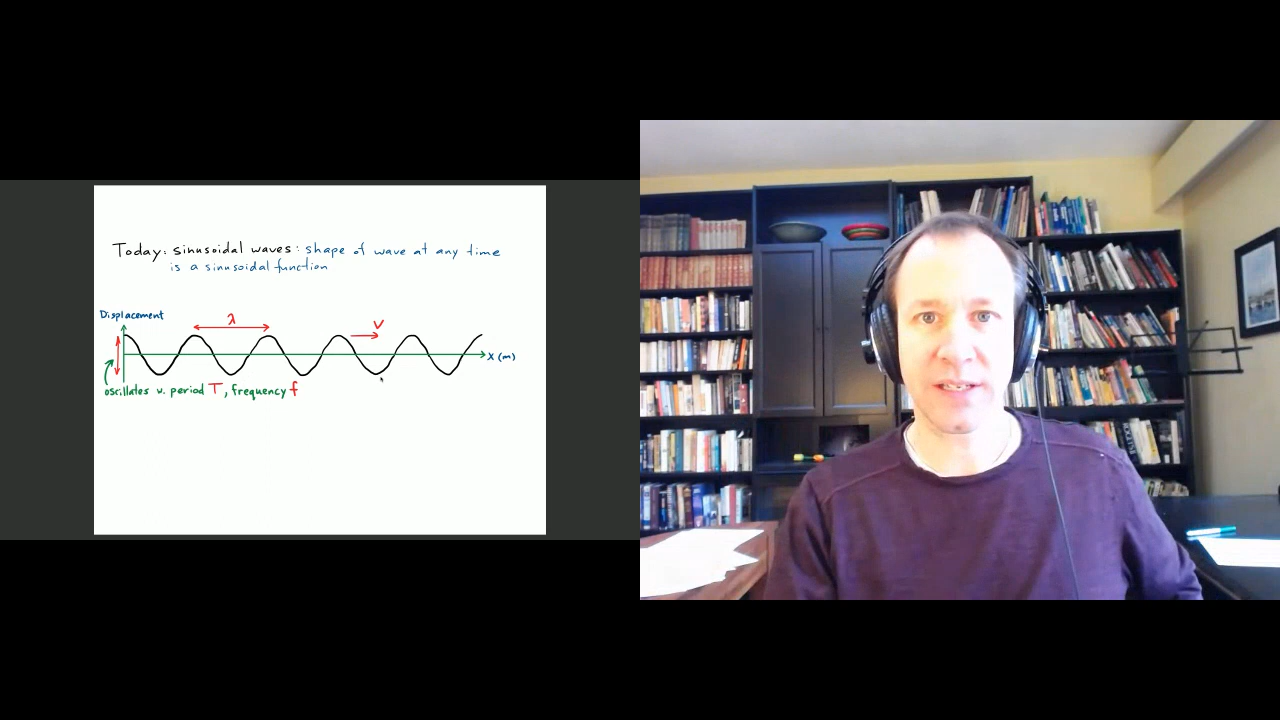 Today: sinusoidal waves: shape of wave at any time
is a sinusoidal function
Displacement
λ
v
x (m)
oscillates w. period T, frequency f